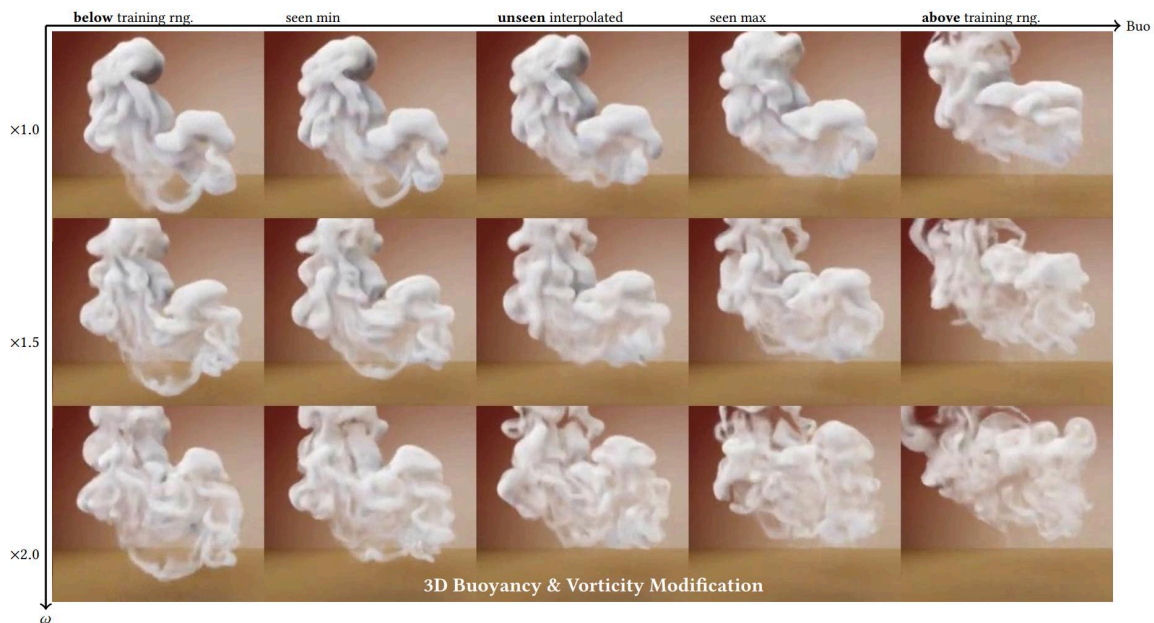 below training rng. seen min unseen interpolated seen max above training rng.
Buo
×1.0
×1.5
×2.0
3D Buoyancy & Vorticity Modification
ω